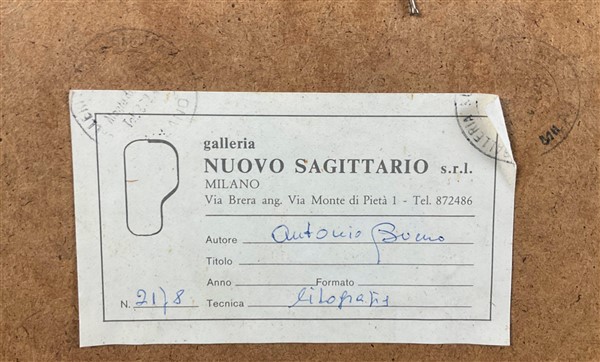 galleria
NUOVO SAGITTARIO s.r.l.
MILANO
Via Brera ang. Via Monte di Pietà 1 - Tel. 872486
Autore Antonio Bueno
Titolo
Anno Formato
N. 2178 Tecnica litografia
GALLERIA